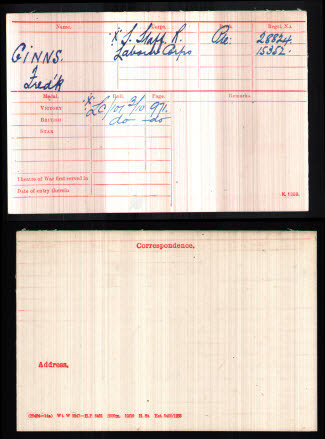 Name. Corps. Rank. Regtl. No.
GINNS. * S. Staff. R. Pte. 28824
Labour Corps 15352.
Fredk
Medal. Roll. Page. Remarks.
VICTORY
BRITISH do do
STAR
Theatre of War first served in
Date of entry therein
K. 1380.
Correspondence.
Address.